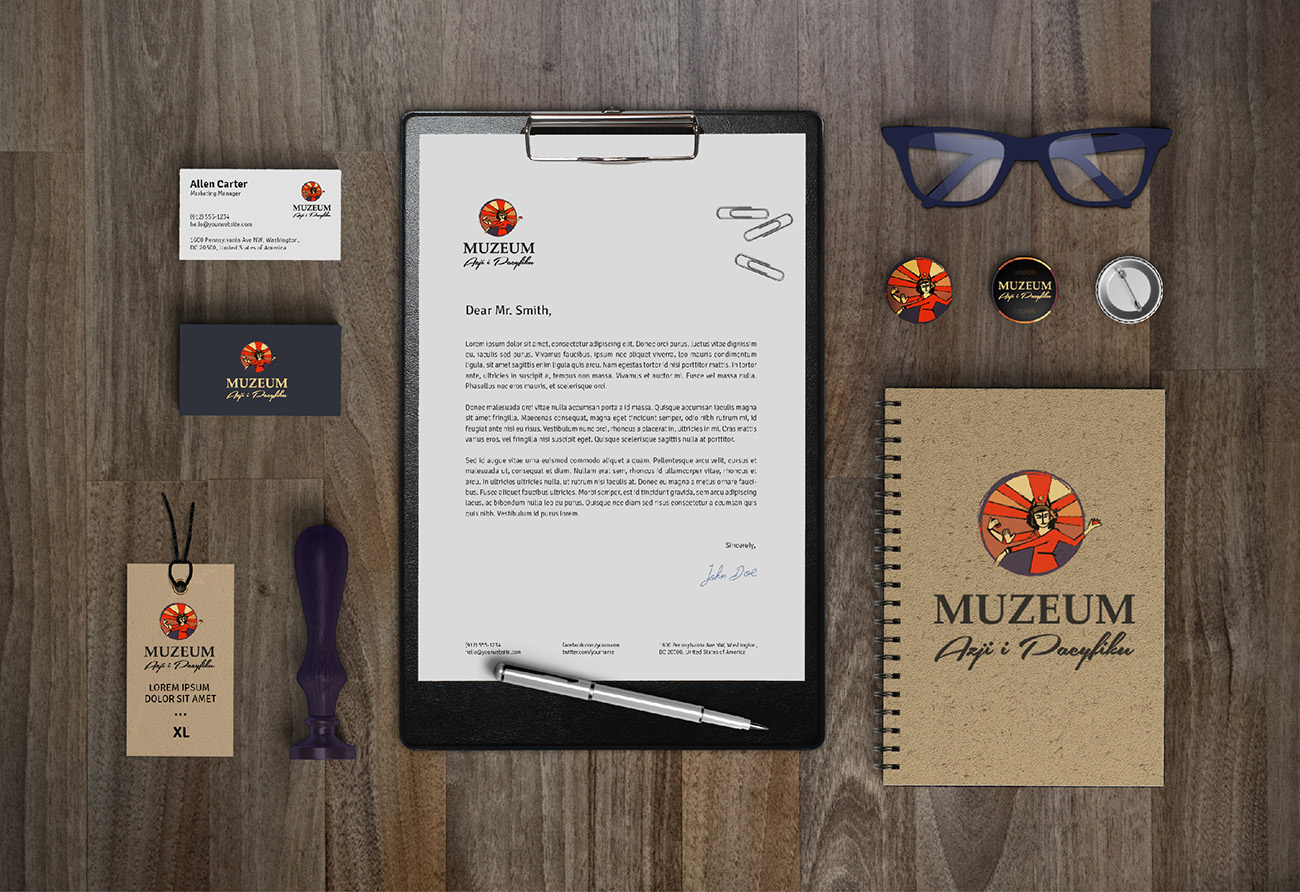 Allen Carter
Marketing Manager
MUZEUM
Azji i Pacyfiku
(912) 555-1234
hello@yourwebsite.com
1600 Pennsylvania Ave NW, Washington,
DC 20500, United States of America
MUZEUM
Azji i Pacyfiku
MUZEUM
Azji i Pacyfiku
LOREM IPSUM
DOLOR SIT AMET
...
XL
MUZEUM
Azji i Pacyfiku
Dear Mr. Smith,
Lorem ipsum dolor sit amet, consectetur adipiscing elit. Donec orci purus, luctus vitae dignissim
eu, iaculis sed purus. Vivamus faucibus, ipsum nec aliquet viverra, leo mauris condimentum
ligula, sit amet sagittis enim ligula quis arcu. Nam egestas tortor id nisi porttitor mattis. In tortor
ante, ultricies in suscipit a, tempus non massa. Vivamus et auctor mi. Fusce vel massa nulla.
Phasellus nec eros mauris, et scelerisque orci.
Donec malesuada orci vitae nulla accumsan porta a id massa. Quisque accumsan iaculis magna
sit amet fringilla. Maecenas consequat, magna eget tincidunt semper, odio nibh rutrum mi, id
feugiat ante nisi eu risus. Vestibulum nunc orci, rhoncus a placerat in, ultricies in mi. Cras mattis
varius eros, vel fringilla nisi suscipit eget. Quisque scelerisque sagittis nulla at porttitor.
Sed id augue vitae urna euismod commodo aliquet a quam. Pellentesque arcu velit, cursus et
malesuada ut, consequat et diam. Nullam erat sem, rhoncus id ullamcorper vitae, rhoncus et
arcu. In ultricies ultricies nulla, ut rutrum nisi iaculis at. Donec eu magna a metus ornare fauci-
bus. Fusce aliquet faucibus ultricies. Morbi semper, est id tincidunt gravida, sem arcu adipiscing
lacus, ac bibendum nulla leo eu purus. Quisque nec diam sed risus consectetur a ccumsan quis
quis nibh. Vestibulum id purus lorem.
Sincerely,
John Doe
(912) 555-1234
hello@yourwebsite.com
facebook.com/yourname
twitter.com/yourname
1600 Pennsylvania Ave NW, Washington,
DC 20500, United States of America
MUZEUM
Azji i Pacyfiku
MUZEUM
Azji i Pacyfiku